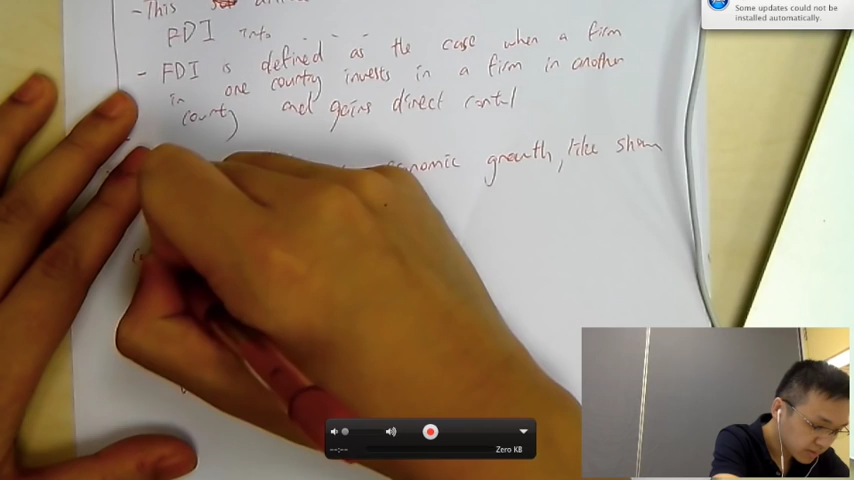 - This
FDI into
- FDI is defined as the case when a firm
in one country invests in a firm in another
country and gains direct control
economic growth, like shown
Some updates could not be
installed automatically.
Zero KB